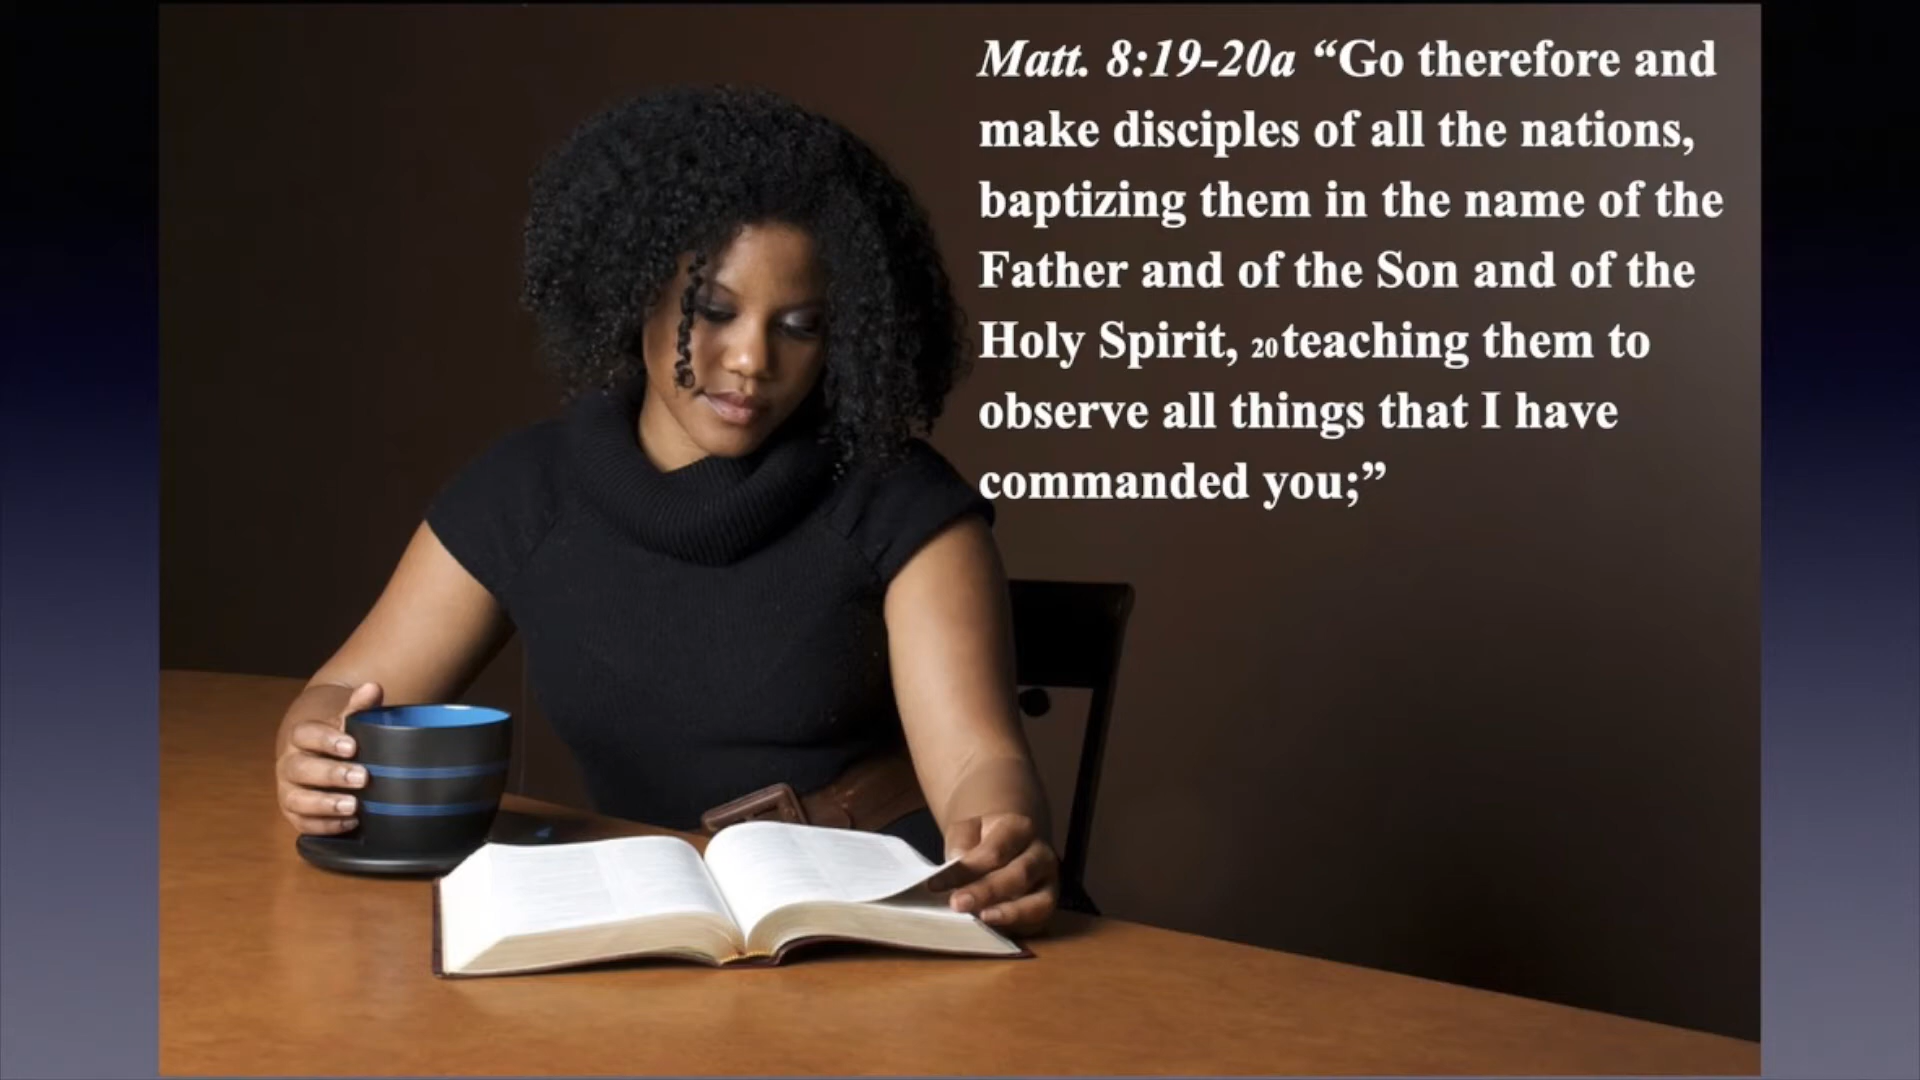 Matt. 8:19-20a “Go therefore and
make disciples of all the nations,
baptizing them in the name of the
Father and of the Son and of the
Holy Spirit, 20 teaching them to
observe all things that I have
commanded you;”